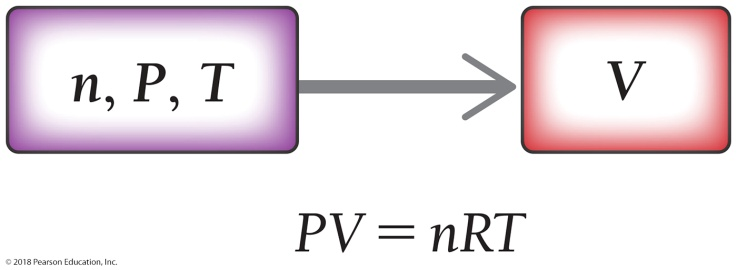 n, P, T
V
PV = nRT
© 2018 Pearson Education, Inc.